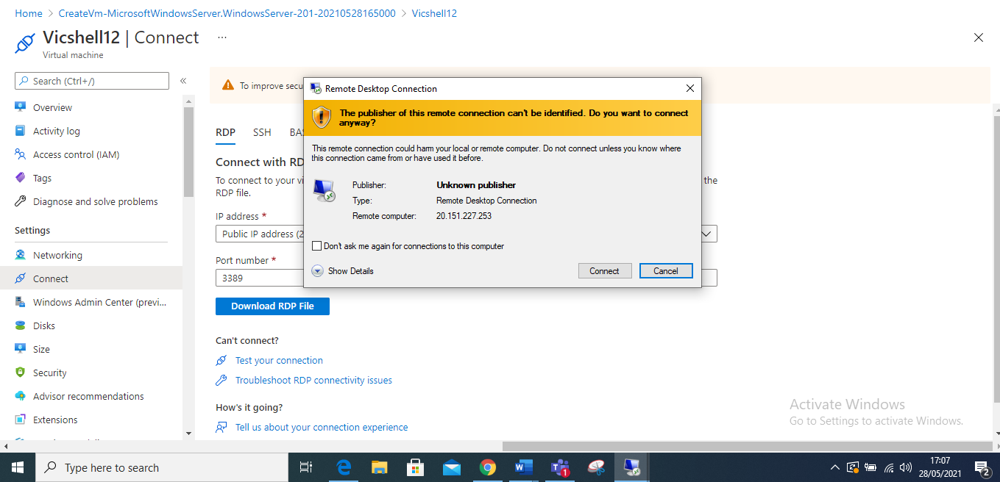 Home > CreateVm-MicrosoftWindowsServer.WindowsServer-201-20210528165000 > Vicshell12
Vicshell12 | Connect ...
Virtual machine
Search (Ctrl+/)
«
Overview
Activity log
Access control (IAM)
Tags
Diagnose and solve problems
Settings
Networking
Connect
Windows Admin Center (previ...
Disks
Size
Security
Advisor recommendations
Extensions
To improve secu
RDP SSH BAS
Connect with RD
To connect to your vi
the
RDP file.
IP address *
Public IP address (2
Port number *
3389
Download RDP File
Can't connect?
Test your connection
Troubleshoot RDP connectivity issues
How's it going?
Tell us about your connection experience
Remote Desktop Connection
The publisher of this remote connection can't be identified. Do you want to connect
anyway?
This remote connection could harm your local or remote computer. Do not connect unless you know where
this connection came from or have used it before.
Publisher: Unknown publisher
Type: Remote Desktop Connection
Remote computer: 20.151.227.253
Don't ask me again for connections to this computer
Show Details
Connect
Cancel
Activate Windows
Go to Settings to activate Windows.
Type here to search
1
17:07
28/05/2021
2